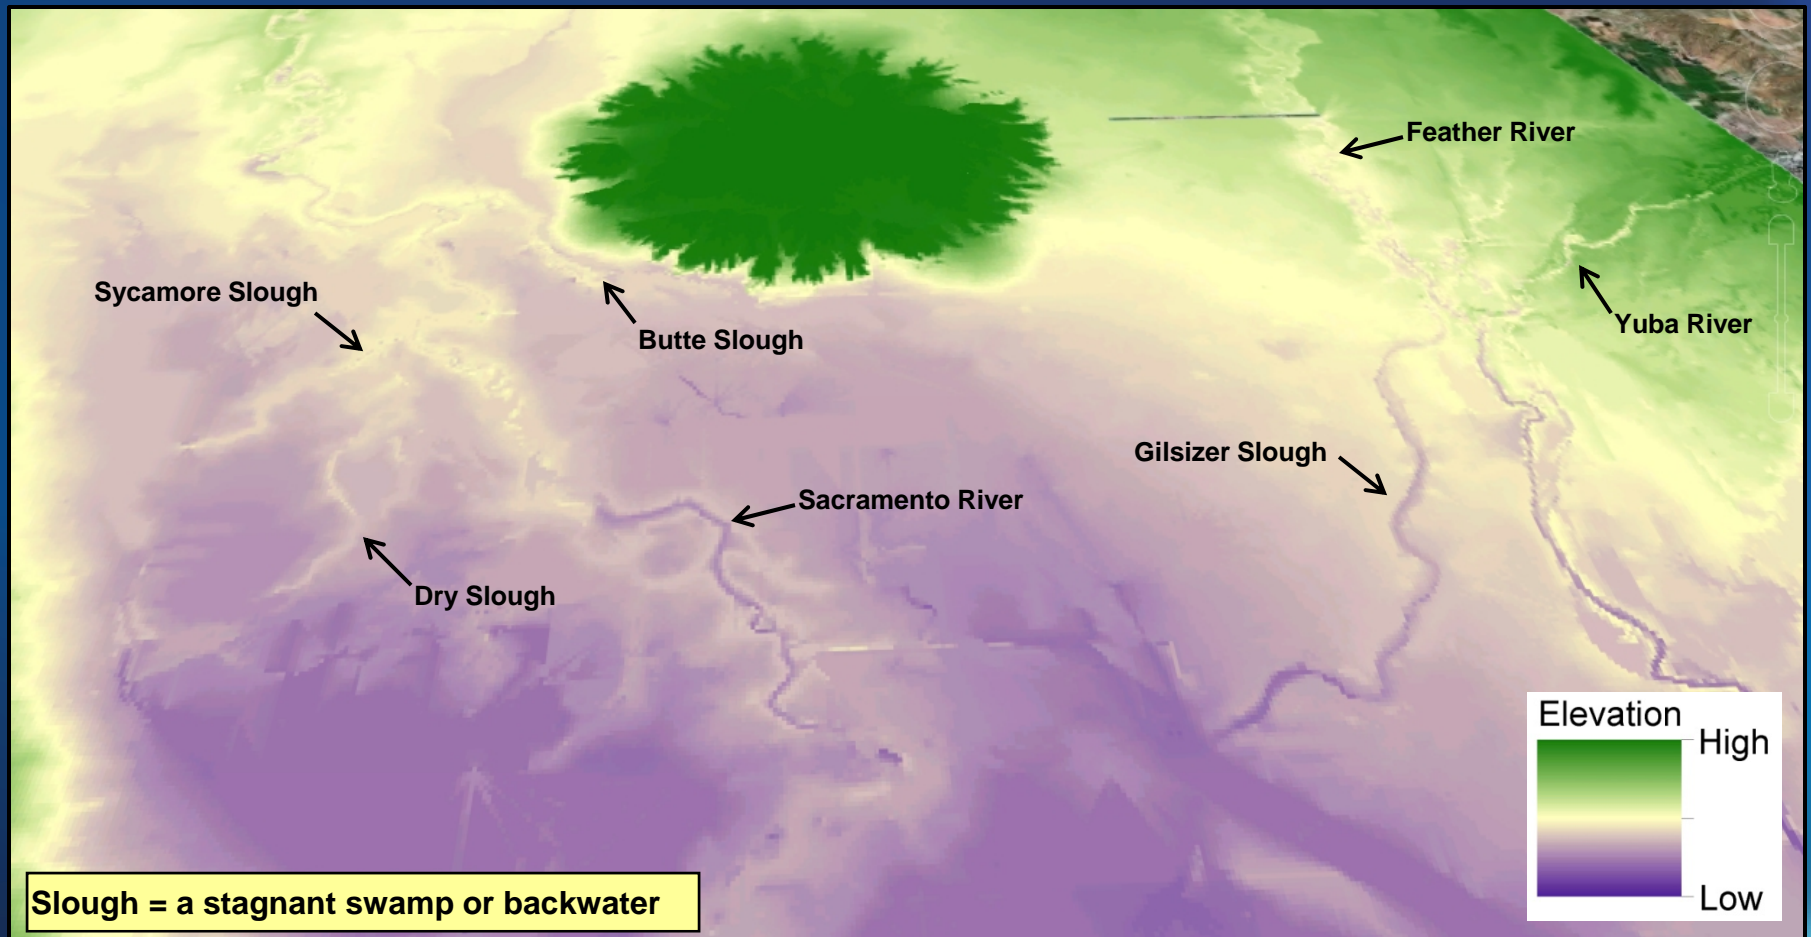 Feather River
Sycamore Slough
Yuba River
Butte Slough
Gilsizer Slough
Sacramento River
Dry Slough
Elevation
High
Low
Slough = a stagnant swamp or backwater